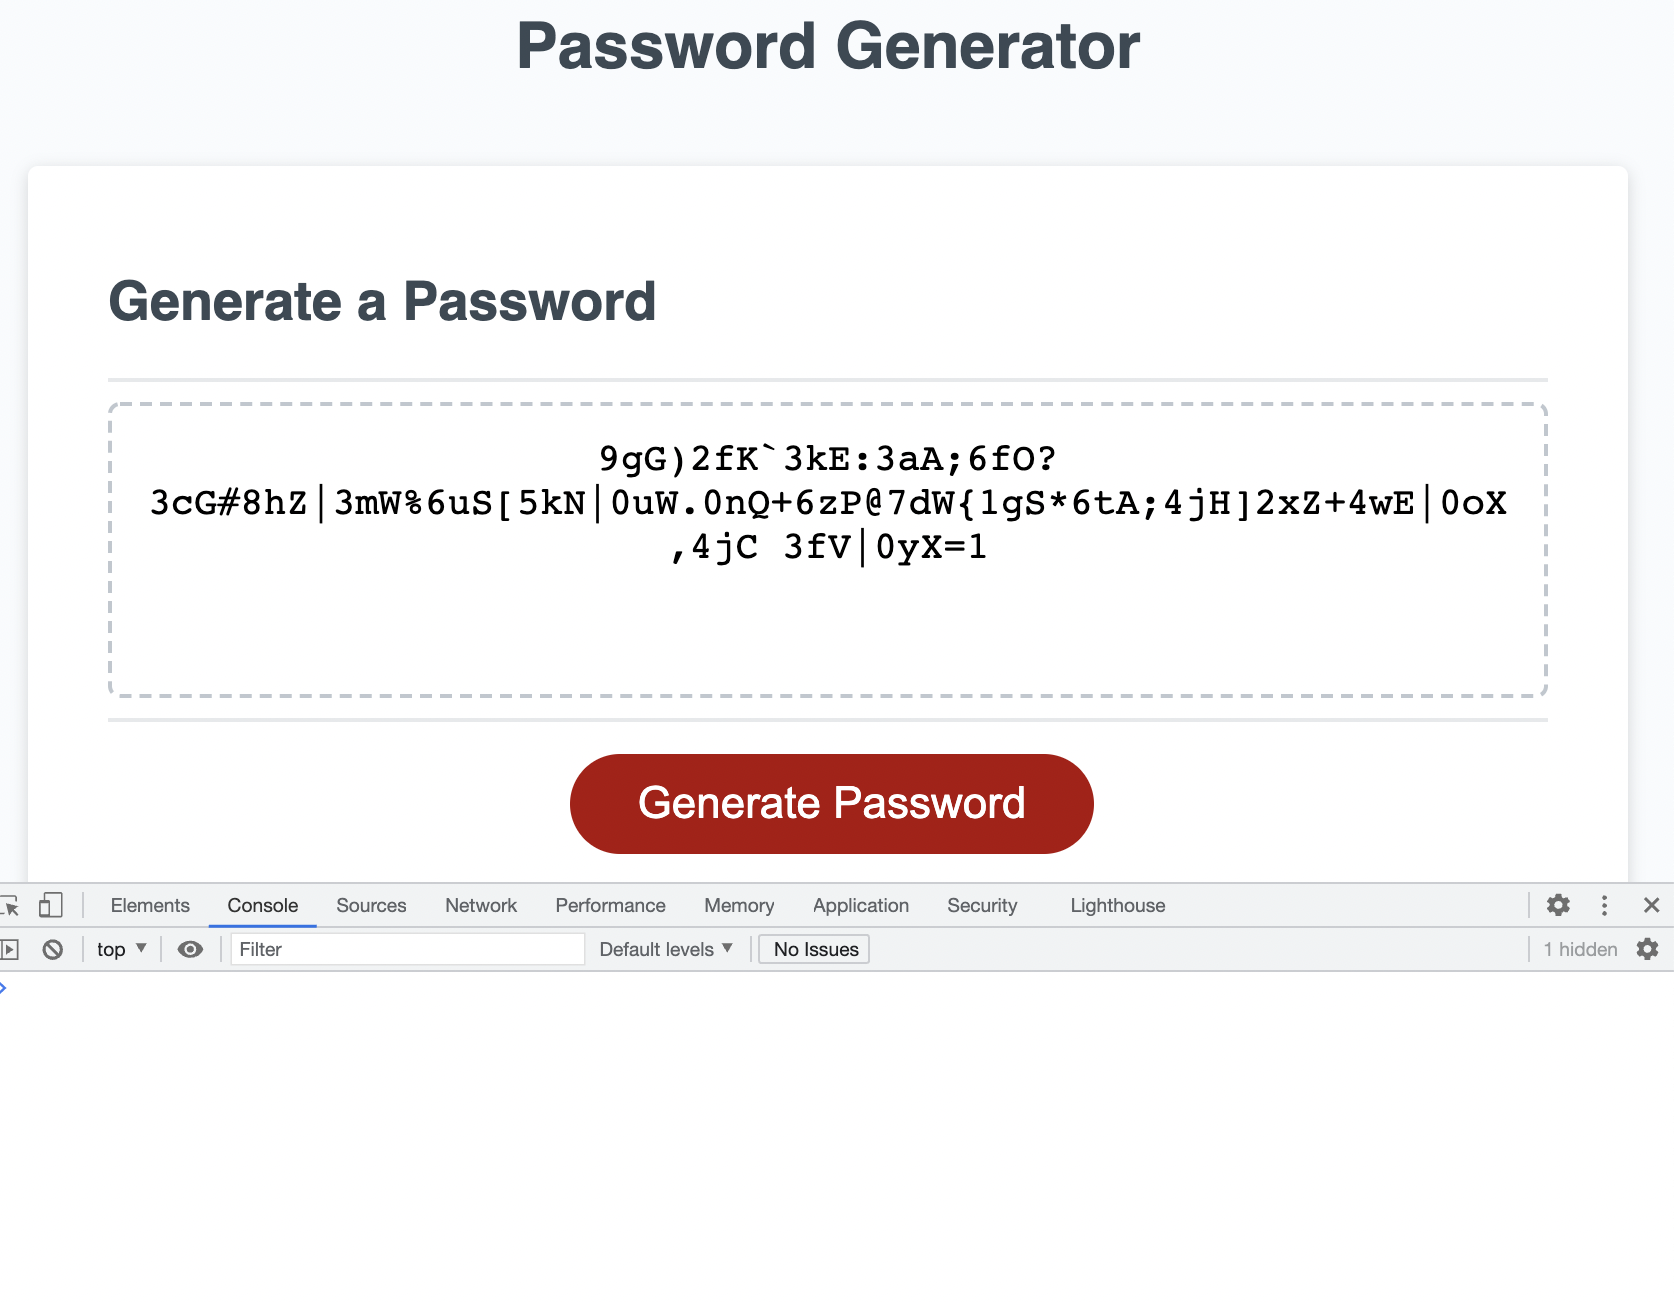 Password Generator
Generate a Password
9gG)2fK`3kE:3aA;6fO?
3cG#8hZ|3mW%6uS[5kN|0uW.0nQ+6zP@7dW{1gS*6tA;4jH]2xZ+4wE|0oX
,4jC 3fV|0yX=1
Generate Password
Elements Console Sources Network Performance Memory Application Security Lighthouse
top Filter Default levels No Issues 1 hidden